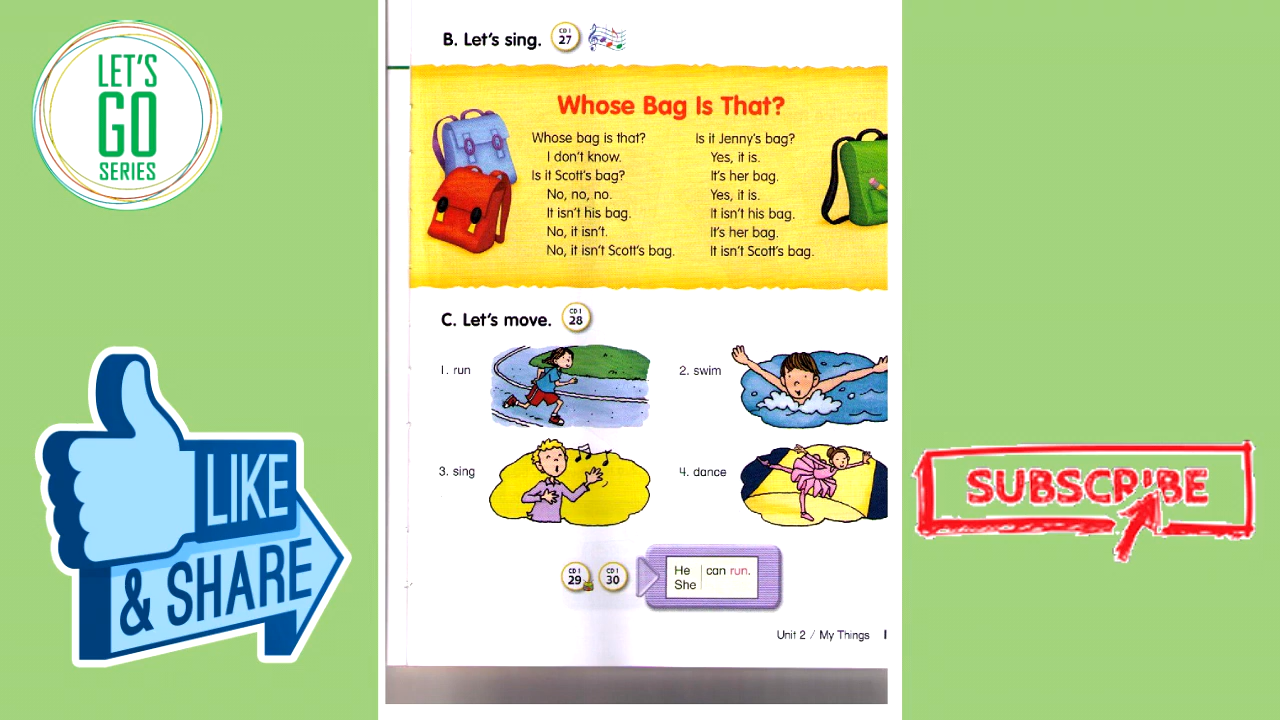 LET'S
GO
SERIES
LIKE
& SHARE
B. Let's sing.
CD 1
27
Whose Bag Is That?
Whose bag is that?
I don't know.
Is it Scott's bag?
No, no, no.
It isn't his bag.
No, it isn't.
No, it isn't Scott's bag.
Is it Jenny's bag?
Yes, it is.
It's her bag.
Yes, it is.
It isn't his bag.
It's her bag.
It isn't Scott's bag.
C. Let's move.
CD 1
28
1. run
2. swim
3. sing
4. dance
CD 1
29
CD 1
30
He
She
can run.
Unit 2 / My Things
SUBSCRIBE